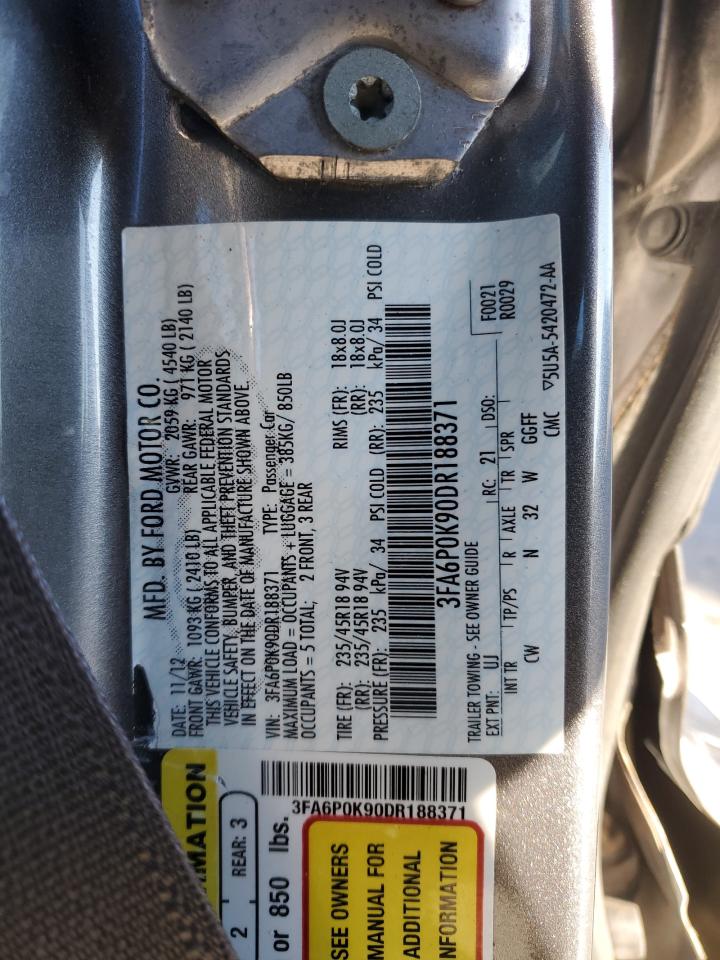 MFD. BY FORD MOTOR CO.
DATE: 11/12 GVWR: 2059 KG ( 4540 LB)
FRONT GAWR: 1093 KG ( 2410 LB) REAR GAWR: 971 KG ( 2140 LB)
THIS VEHICLE CONFORMS TO ALL APPLICABLE FEDERAL MOTOR
VEHICLE SAFETY, BUMPER, AND THEFT PREVENTION STANDARDS
IN EFFECT ON THE DATE OF MANUFACTURE SHOWN ABOVE.
VIN: 3FA6P0K90DR188371 TYPE: Passenger Car
MAXIMUM LOAD = OCCUPANTS + LUGGAGE = 385KG/ 850LB
OCCUPANTS = 5 TOTAL; 2 FRONT, 3 REAR
TIRE (FR): 235/45R18 94V RIMS (FR): 18x8.0J
(RR): 235/45R18 94V (RR): 18x8.0J
PRESSURE (FR): 235 kPa/ 34 PSI COLD (RR): 235 kPa/ 34 PSI COLD
3FA6P0K90DR188371
TRAILER TOWING - SEE OWNER GUIDE F0021
EXT PNT: UJ RC: 21 DSO: R0029
INT TR TP/PS R AXLE TR SPR
CW N 32 W GGFF
CMC ▽5U5A-5420472-AA
RMATION
2 REAR: 3
or 850 lbs.
3FA6P0K90DR188371
SEE OWNERS
MANUAL FOR
ADDITIONAL
NFORMATION